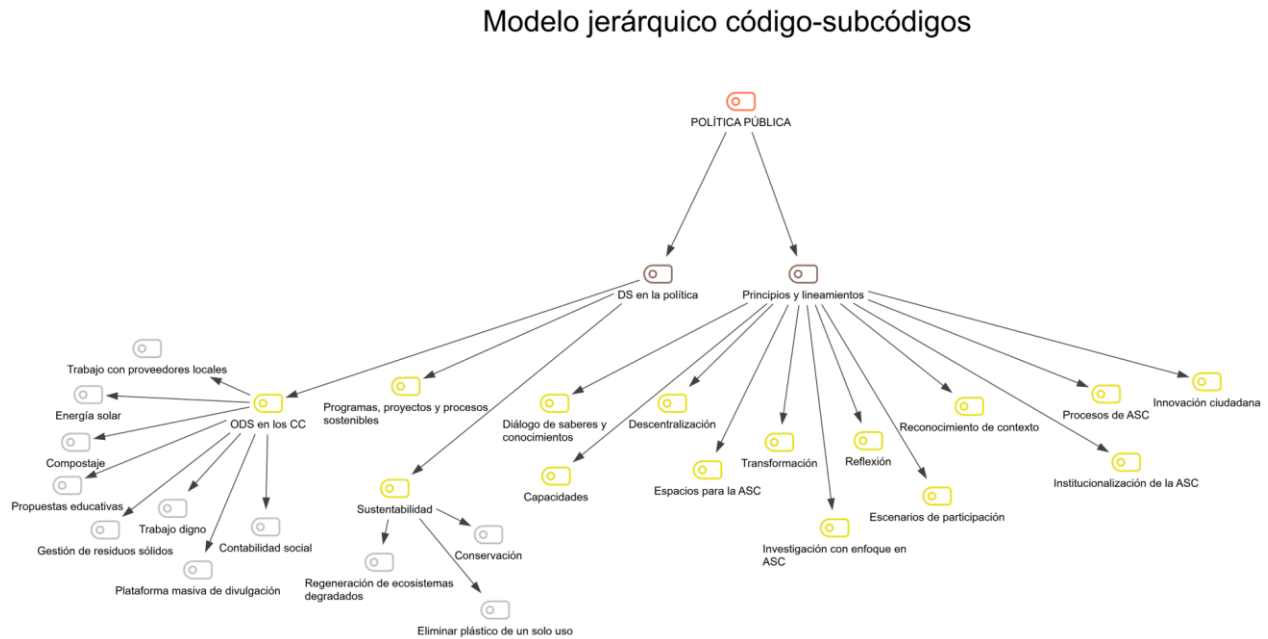 Modelo jerárquico código-subcódigos
POLÍTICA PÚBLICA
DS en la política
Principios y lineamientos
Trabajo con proveedores locales
Energía solar
ODS en los CC
Compostaje
Propuestas educativas
Trabajo digno
Gestión de residuos sólidos
Contabilidad social
Plataforma masiva de divulgación
Programas, proyectos y procesos
sostenibles
Sustentabilidad
Conservación
Regeneración de ecosistemas
degradados
Eliminar plástico de un solo uso
Diálogo de saberes y
conocimientos
Capacidades
Descentralización
Espacios para la ASC
Transformación
Investigación con enfoque en
ASC
Reflexión
Escenarios de participación
Reconocimiento de contexto
Procesos de ASC
Institucionalización de la ASC
Innovación ciudadana